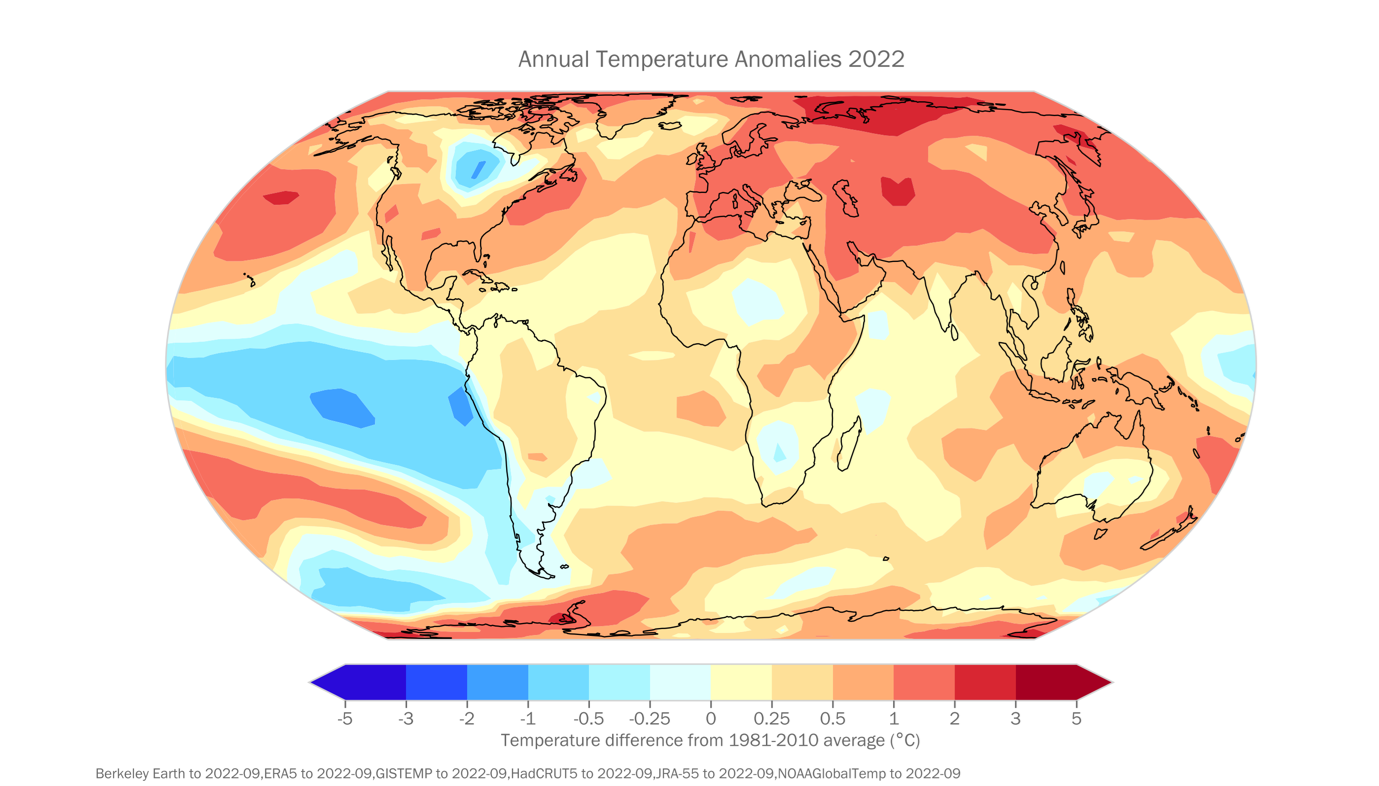 Annual Temperature Anomalies 2022
-5 -3 -2 -1 -0.5 -0.25 0 0.25 0.5 1 2 3 5
Temperature difference from 1981-2010 average (°C)
Berkeley Earth to 2022-09,ERA5 to 2022-09,GISTEMP to 2022-09,HadCRUT5 to 2022-09,JRA-55 to 2022-09,NOAAGlobalTemp to 2022-09